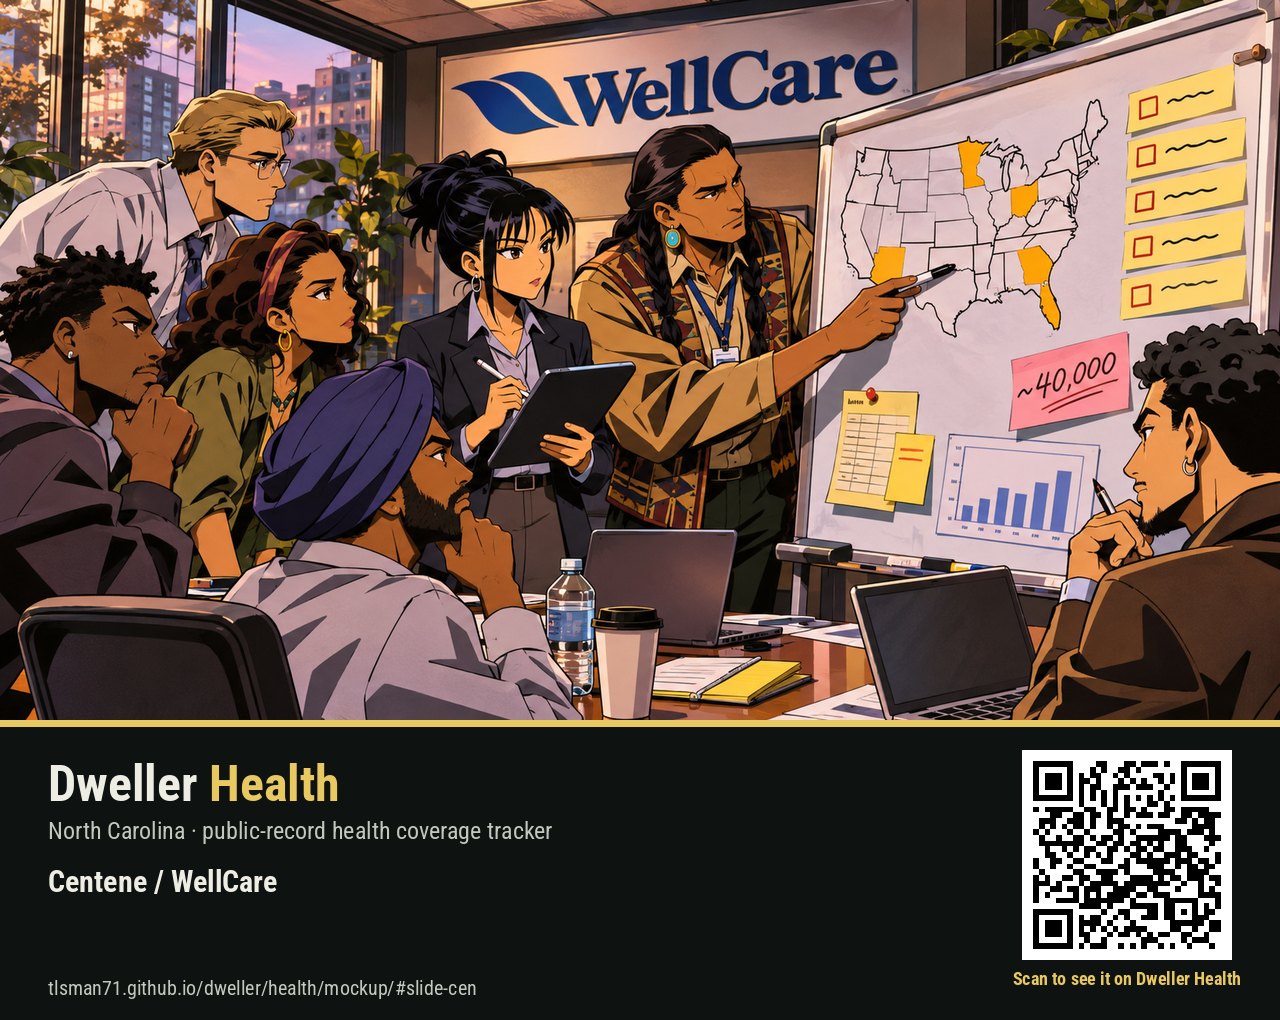 WellCare
~40,000
Dweller Health
North Carolina · public-record health coverage tracker
Centene / WellCare
tlsman71.github.io/dweller/health/mockup/#slide-cen
Scan to see it on Dweller Health